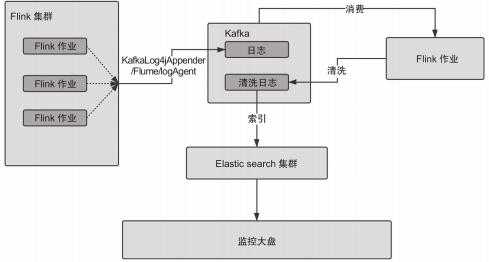 Flink 集群
Flink 作业
Flink 作业
Flink 作业
KafkaLog4jAppender
/Flume/logAgent
Kafka
日志
清洗日志
消费
Flink 作业
清洗
索引
Elastic search 集群
监控大盘